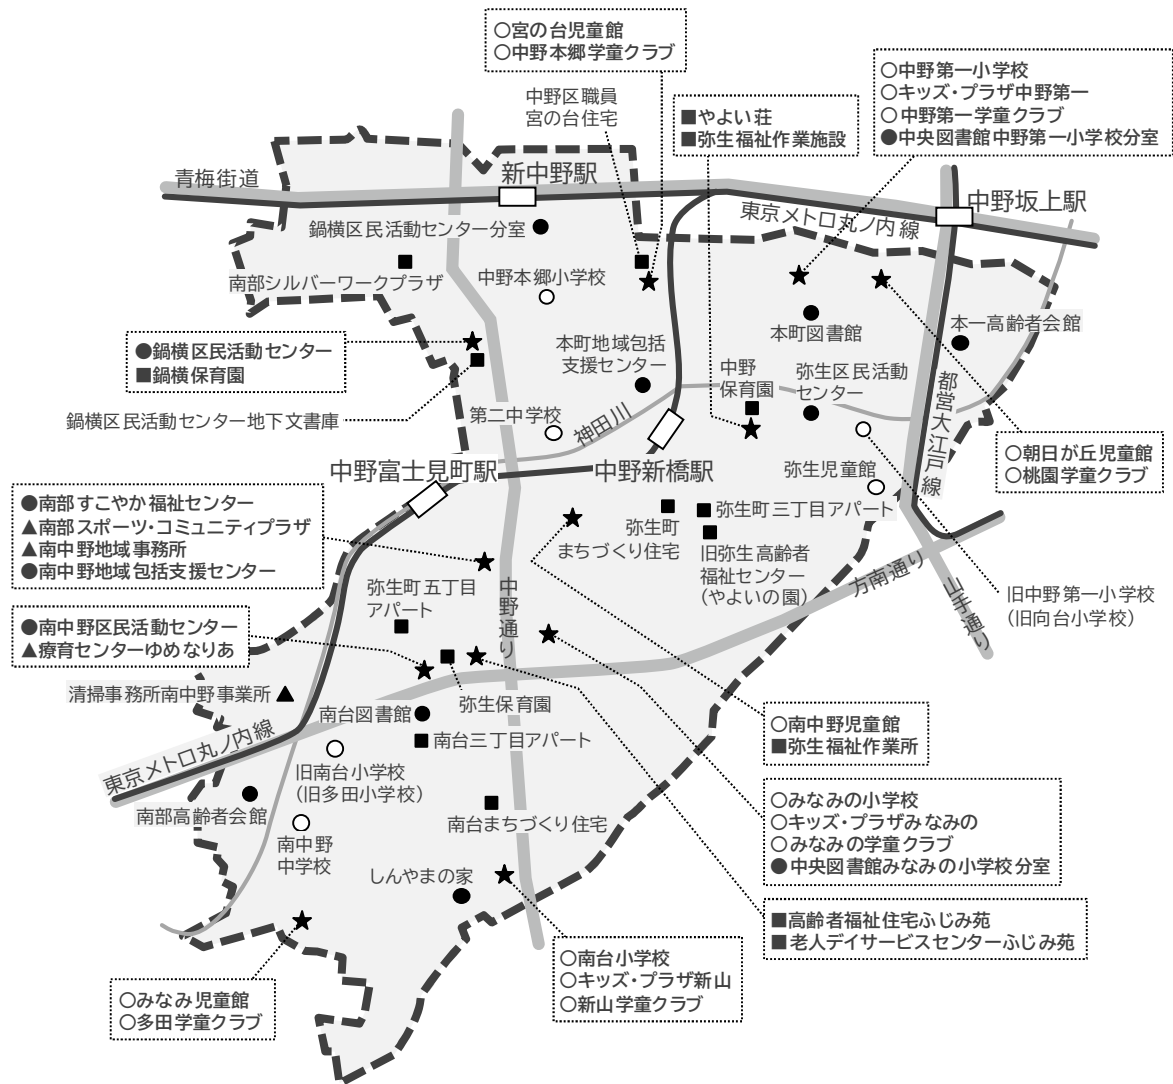 ○宮の台児童館
○中野本郷学童クラブ
○中野第一小学校
○キッズ・プラザ中野第一
○中野第一学童クラブ
●中央図書館中野第一小学校分室
中野区職員
宮の台住宅
■やよい荘
■弥生福祉作業施設
青梅街道
新中野駅
中野坂上駅
東京メトロ丸ノ内線
鍋横区民活動センター分室
南部シルバーワークプラザ
中野本郷小学校
本町図書館
本一高齢者会館
●鍋横区民活動センター
■鍋横保育園
本町地域包括
支援センター
中野
保育園
弥生区民活動
センター
都営大江戸線
鍋横区民活動センター地下文書庫
第二中学校
神田川
○朝日が丘児童館
○桃園学童クラブ
中野富士見町駅
中野新橋駅
弥生児童館
●南部すこやか福祉センター
▲南部スポーツ・コミュニティプラザ
▲南中野地域事務所
●南中野地域包括支援センター
弥生町
まちづくり住宅
弥生町三丁目アパート
旧弥生高齢者
福祉センター
(やよいの園)
方南通り
山手通り
旧中野第一小学校
(旧向台小学校)
弥生町五丁目
アパート
中野通り
●南中野区民活動センター
▲療育センターゆめなりあ
清掃事務所南中野事業所
弥生保育園
南台図書館
南台三丁目アパート
○南中野児童館
■弥生福祉作業所
東京メトロ丸ノ内線
旧南台小学校
(旧多田小学校)
南部高齢者会館
南中野
中学校
南台まちづくり住宅
○みなみの小学校
○キッズ・プラザみなみの
○みなみの学童クラブ
●中央図書館みなみの小学校分室
しんやまの家
■高齢者福祉住宅ふじみ苑
■老人デイサービスセンターふじみ苑
○南台小学校
○キッズ・プラザ新山
○新山学童クラブ
○みなみ児童館
○多田学童クラブ